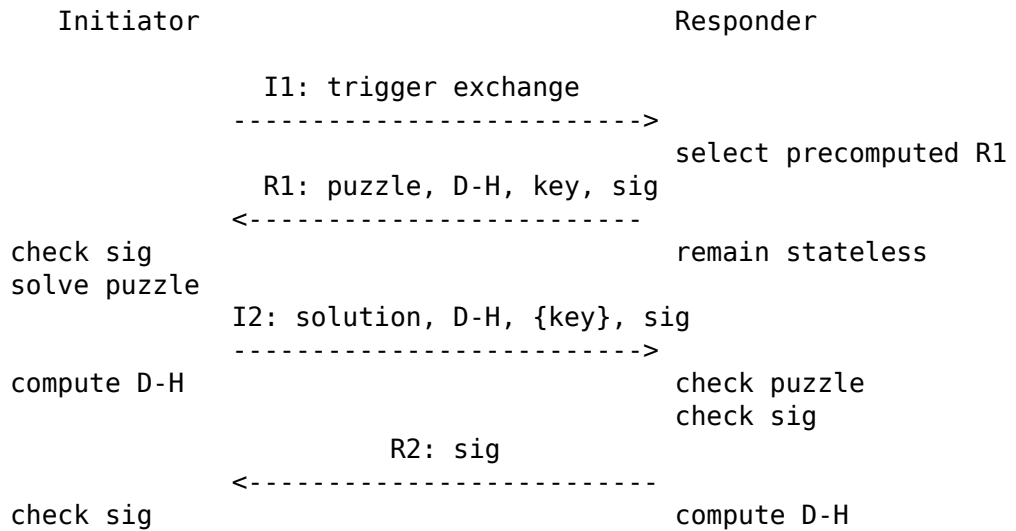 Initiator                              Responder
I1: trigger exchange
-------------------------->
select precomputed R1
R1: puzzle, D-H, key, sig
<-------------------------
check sig                              remain stateless
solve puzzle
I2: solution, D-H, {key}, sig
-------------------------->
compute D-H                            check puzzle
check sig
R2: sig
<--------------------------
check sig                              compute D-H